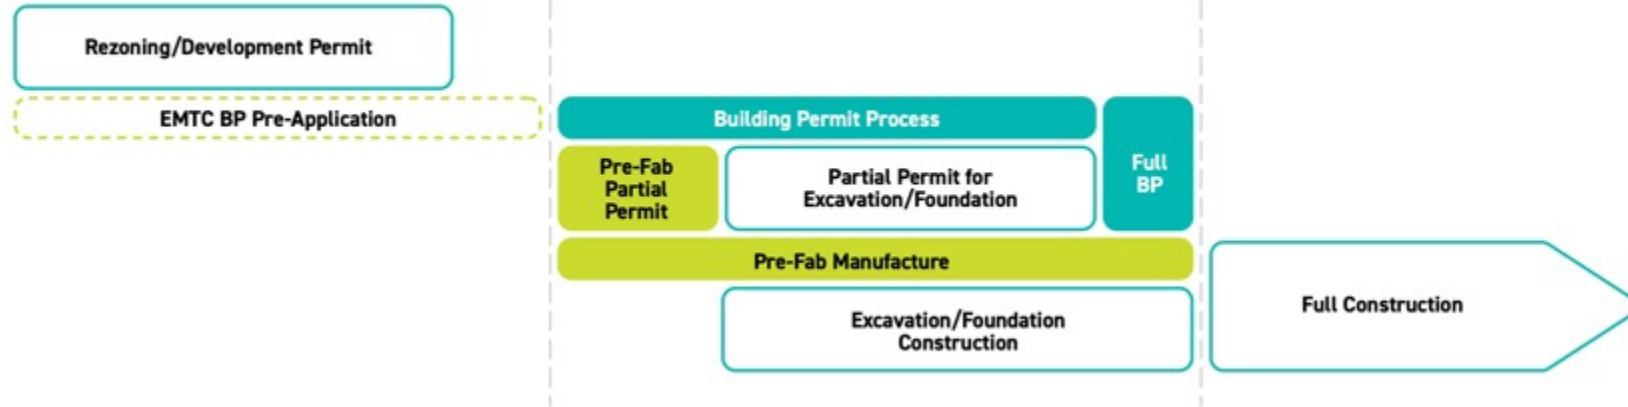 Rezoning/Development Permit
EMTC BP Pre-Application
Building Permit Process
Pre-Fab
Partial
Permit
Partial Permit for
Excavation/Foundation
Full
BP
Pre-Fab Manufacture
Excavation/Foundation
Construction
Full Construction